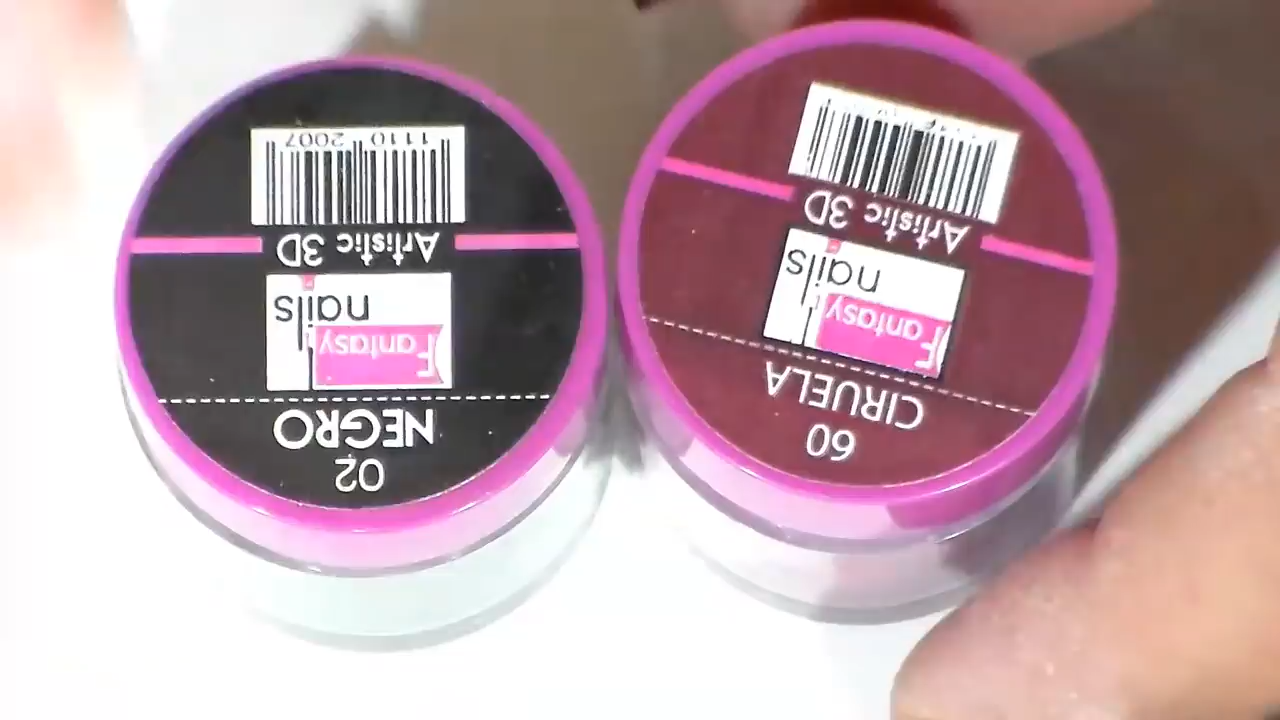 02
NEGRO
Fantasy
nails
Artistic 3D
1110 2007
60
CIRUELA
Fantasy
nails
Artistic 3D